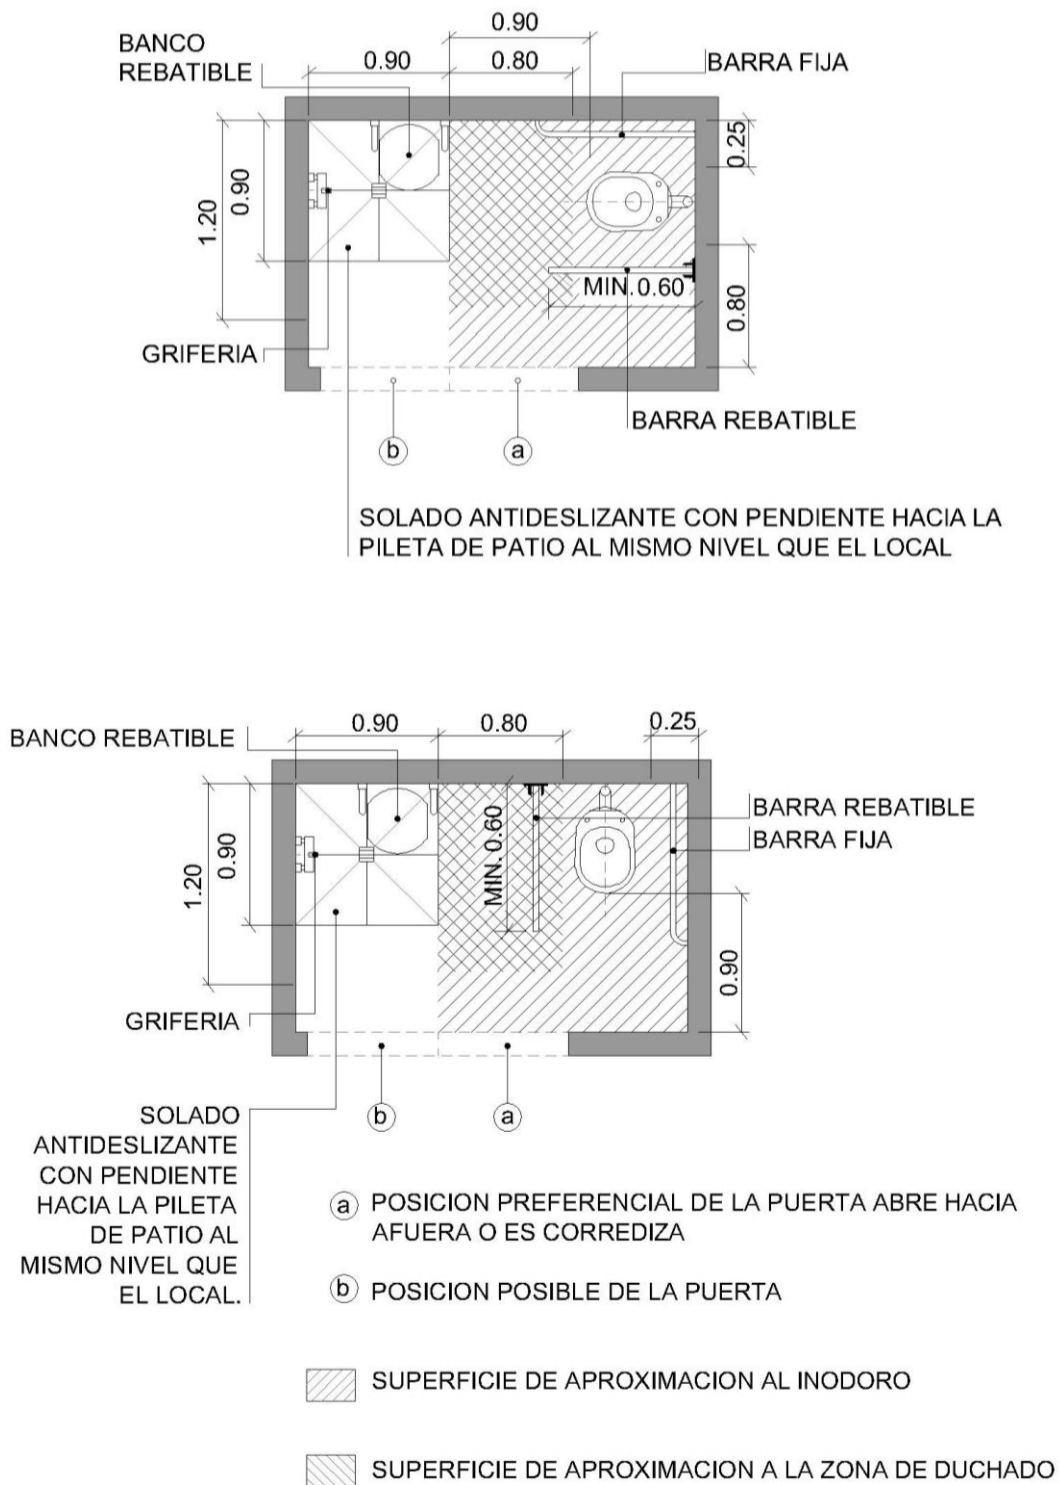 0.90
BANCO
REBATIBLE
0.90
0.80
BARRA FIJA
0.25
0.90
1.20
MIN. 0.60
0.80
GRIFERIA
BARRA REBATIBLE
b
a
SOLADO ANTIDESLIZANTE CON PENDIENTE HACIA LA
PILETA DE PATIO AL MISMO NIVEL QUE EL LOCAL
0.90
0.80
0.25
BANCO REBATIBLE
BARRA REBATIBLE
BARRA FIJA
MIN. 0.60
0.90
1.20
0.90
GRIFERIA
b
a
SOLADO
ANTIDESLIZANTE
CON PENDIENTE
HACIA LA PILETA
DE PATIO AL
MISMO NIVEL QUE
EL LOCAL.
a POSICION PREFERENCIAL DE LA PUERTA ABRE HACIA
AFUERA O ES CORREDIZA
b POSICION POSIBLE DE LA PUERTA
SUPERFICIE DE APROXIMACION AL INODORO
SUPERFICIE DE APROXIMACION A LA ZONA DE DUCHADO